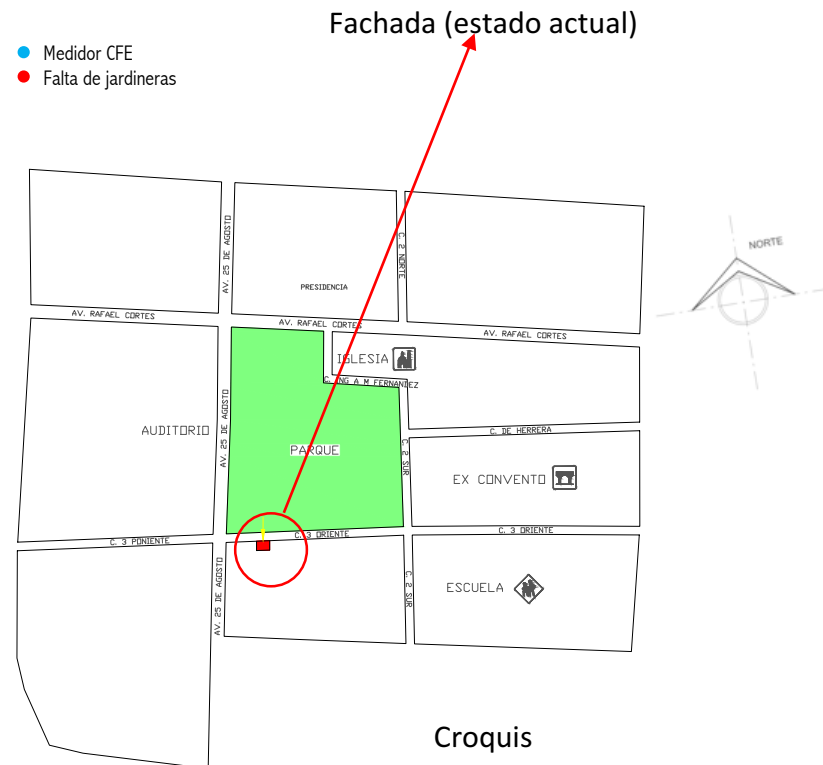 Fachada (estado actual)
Medidor CFE
Falta de jardineras
NORTE
AV. 25 DE AGOSTO
C. 2 NORTE
PRESIDENCIA
AV. RAFAEL CORTES
AV. RAFAEL CORTES
AV. RAFAEL CORTES
IGLESIA
C. ING A M FERNANDEZ
AV. 25 DE AGOSTO
AUDITORIO
PARQUE
C. DE HERRERA
C. 2 SUR
EX CONVENTO
C. 3 PONIENTE
C. 3 ORIENTE
C. 3 ORIENTE
AV. 25 DE AGOSTO
C. 2 SUR
ESCUELA
Croquis